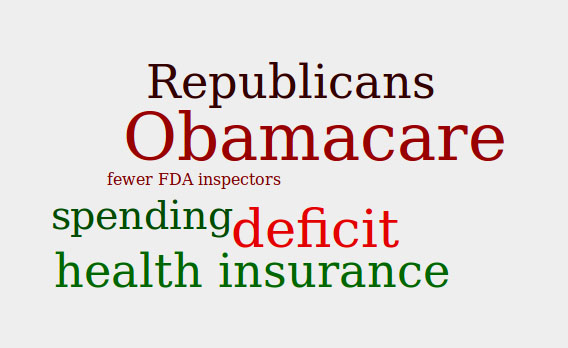 Republicans
Obamacare
fewer FDA inspectors
spending
deficit
health insurance